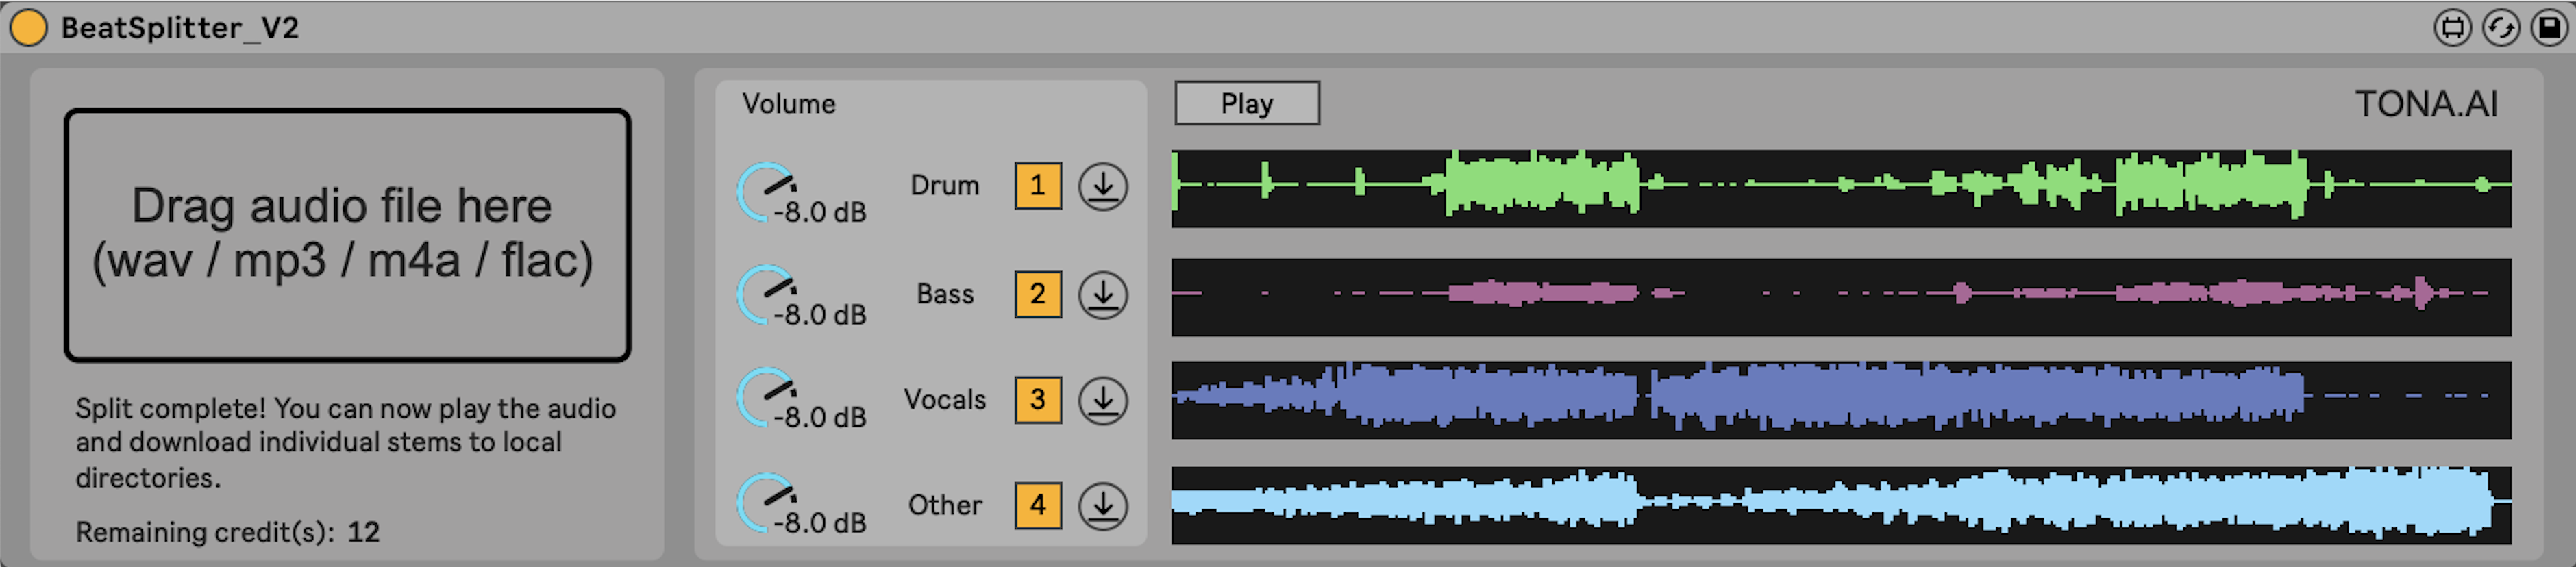 BeatSplitter_V2
Drag audio file here
(wav / mp3 / m4a / flac)
Split complete! You can now play the audio
and download individual stems to local
directories.
Remaining credit(s): 12
Volume
-8.0 dB
Drum
1
-8.0 dB
Bass
2
-8.0 dB
Vocals
3
-8.0 dB
Other
4
Play
TONA.AI